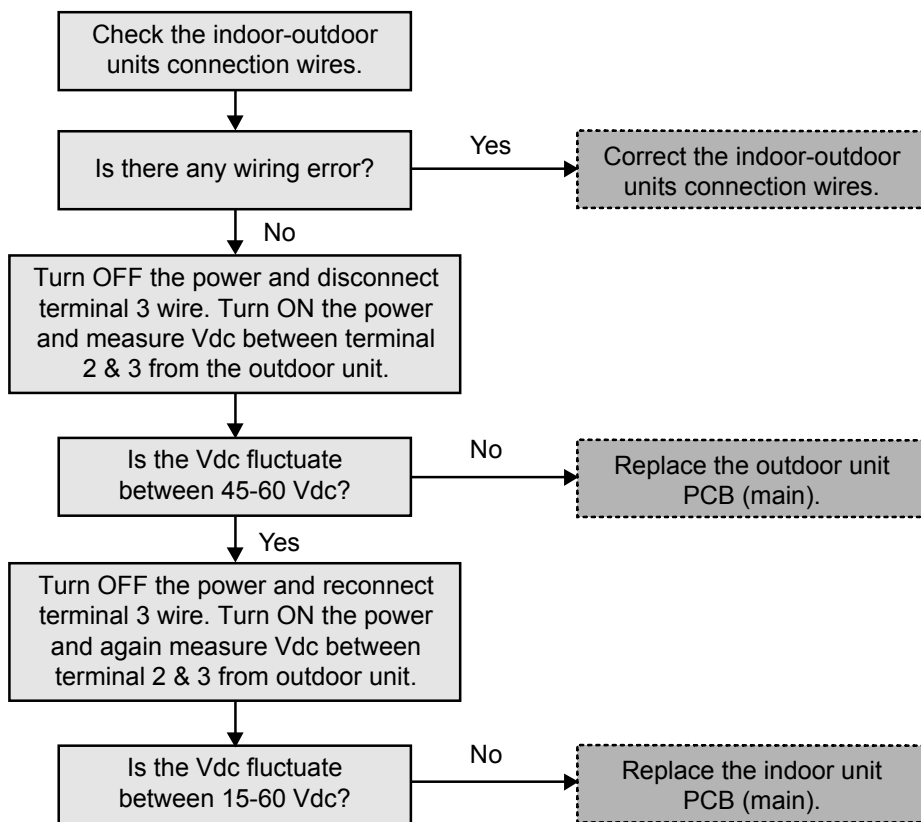 Check the indoor-outdoor
units connection wires.
Is there any wiring error?
Yes
Correct the indoor-outdoor
units connection wires.
No
Turn OFF the power and disconnect
terminal 3 wire. Turn ON the power
and measure Vdc between terminal
2 & 3 from the outdoor unit.
Is the Vdc fluctuate
between 45-60 Vdc?
No
Replace the outdoor unit
PCB (main).
Yes
Turn OFF the power and reconnect
terminal 3 wire. Turn ON the power
and again measure Vdc between
terminal 2 & 3 from outdoor unit.
Is the Vdc fluctuate
between 15-60 Vdc?
No
Replace the indoor unit
PCB (main).